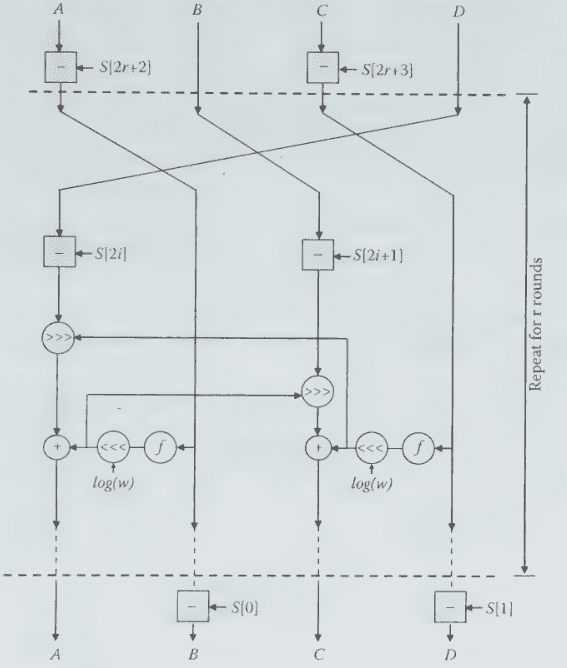 A B C D
− S[2r+2] − S[2r+3]
− S[2i] − S[2i+1]
>>>
>>>
+ <<< f + <<< f
log(w) log(w)
Repeat for r rounds
− S[0] − S[1]
A B C D